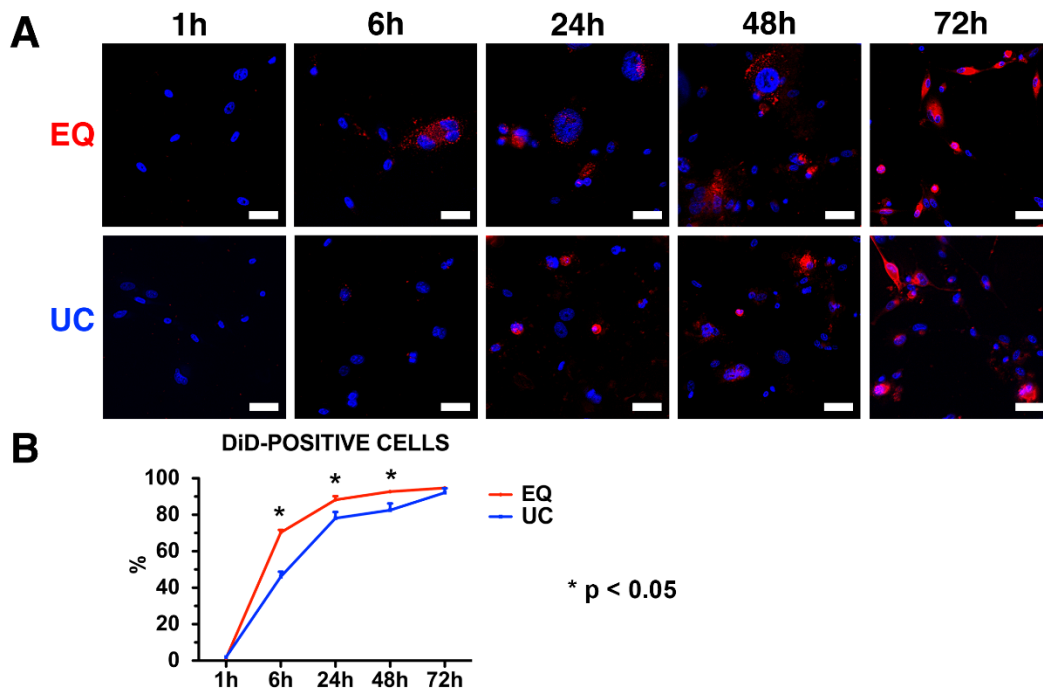 A
1h 6h 24h 48h 72h
EQ
UC
B
DiD-POSITIVE CELLS
100
80
60
40
20
0
%
* * *
EQ
UC
* p < 0.05
1h 6h 24h 48h 72h